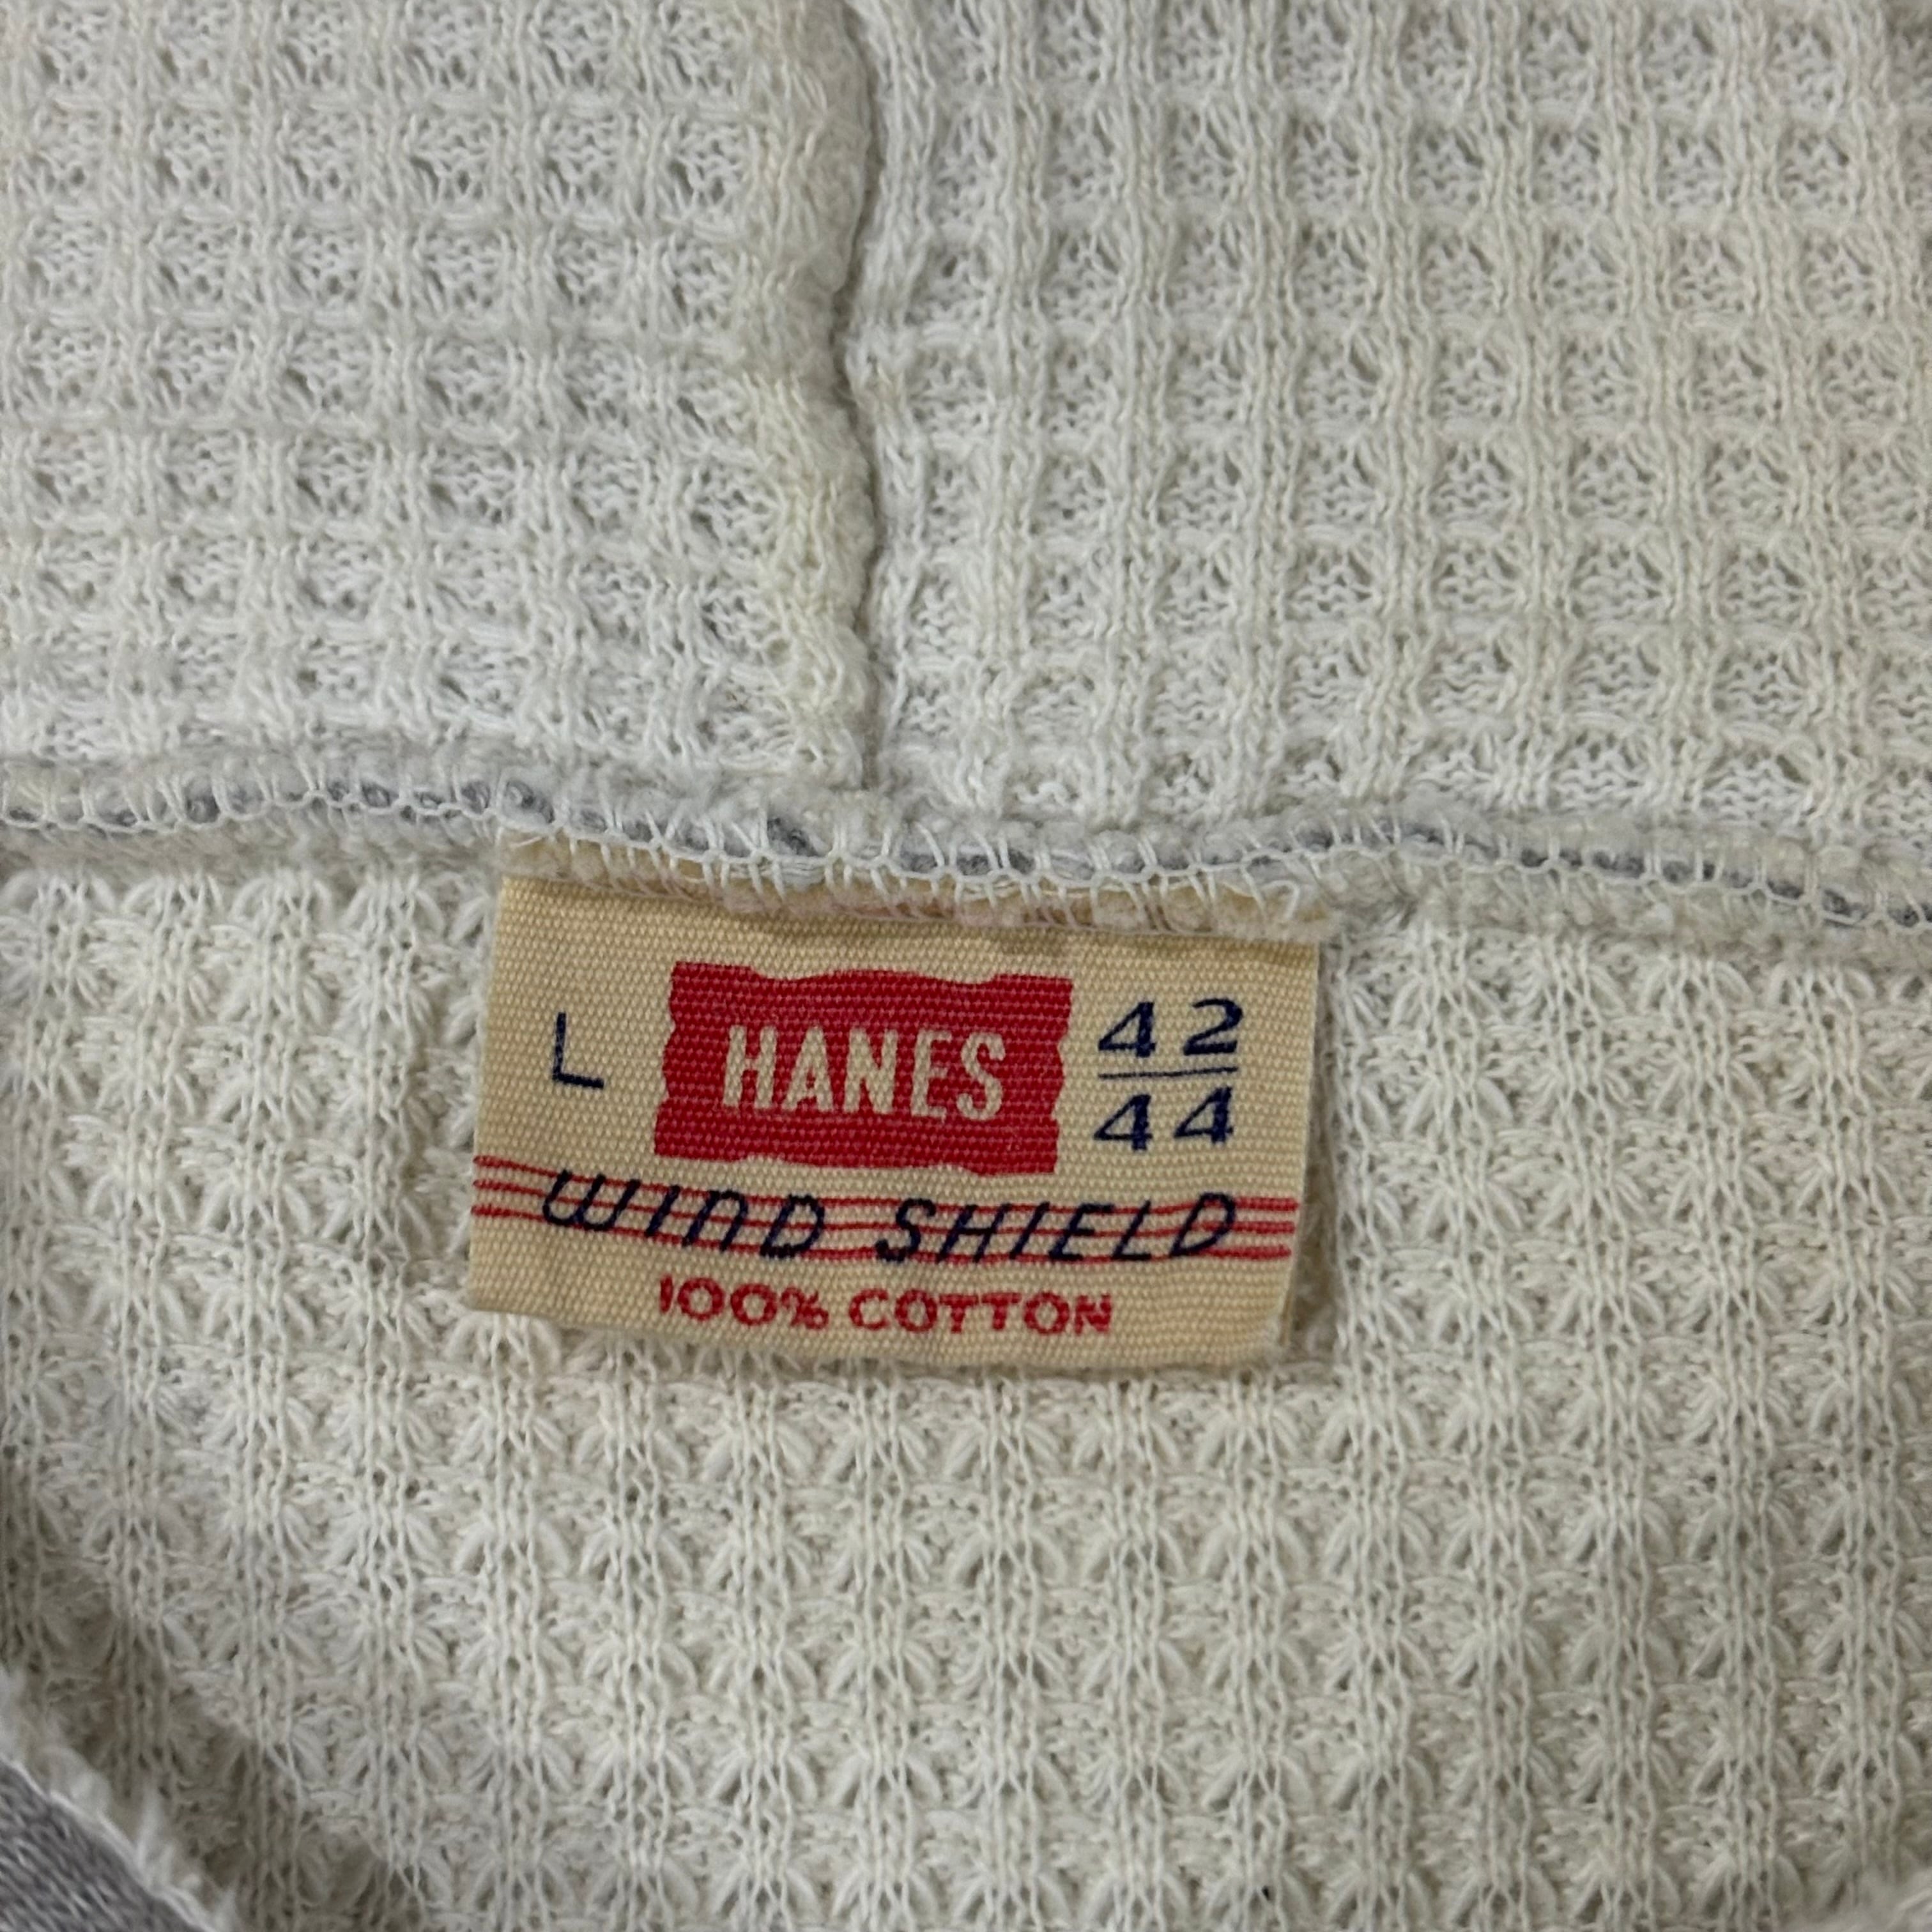 L HANES 42
44
WIND SHIELD
100% COTTON